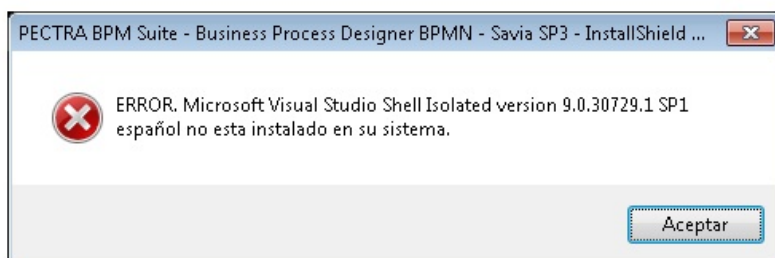 PECTRA BPM Suite - Business Process Designer BPMN - Savia SP3 - InstallShield ...
ERROR. Microsoft Visual Studio Shell Isolated version 9.0.30729.1 SP1
español no esta instalado en su sistema.
Aceptar